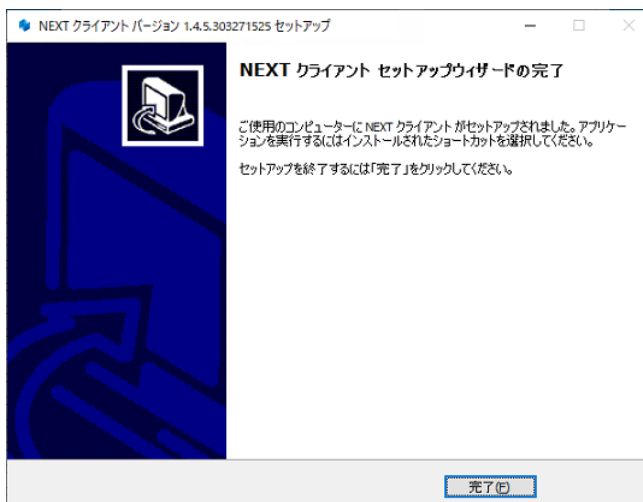 NEXT クライアント バージョン 1.4.5.303271525 セットアップ
NEXT クライアント セットアップウィザードの完了
ご使用のコンピューターに NEXT クライアント がセットアップされました。アプリケー
ションを実行するにはインストールされたショートカットを選択してください。
セットアップを終了するには「完了」をクリックしてください。
完了(F)